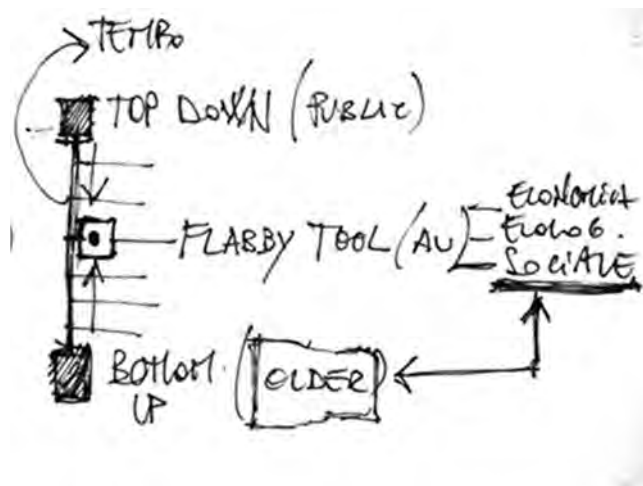 TEMPO
TOP DOWN (PUBLIC)
FLABBY TOOL (AU)
ECONOMICA
ECOLOG.
SOCIALE
BOTTOM UP
(OLDER)